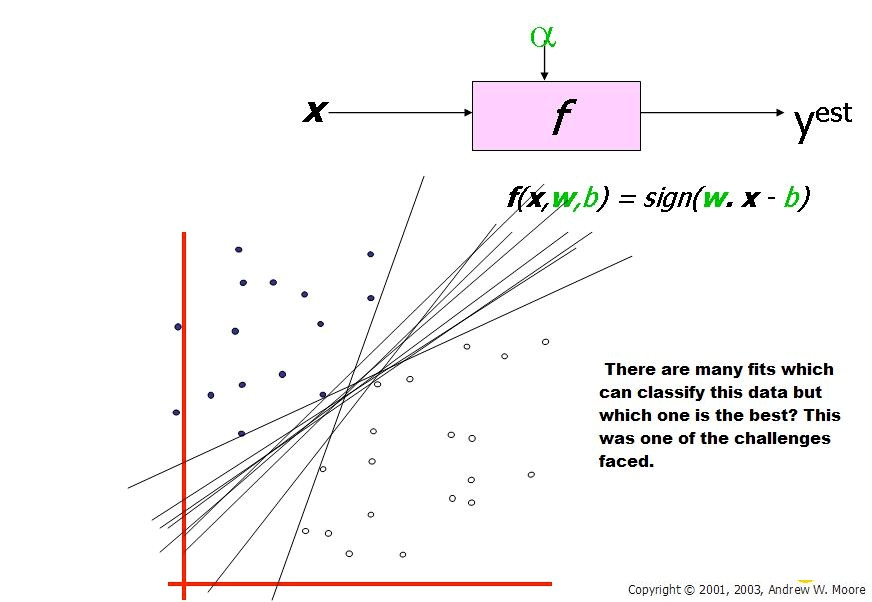 α
x
f
yest
f(x,w,b) = sign(w. x - b)
There are many fits which
can classify this data but
which one is the best? This
was one of the challenges
faced.
Copyright © 2001, 2003, Andrew W. Moore